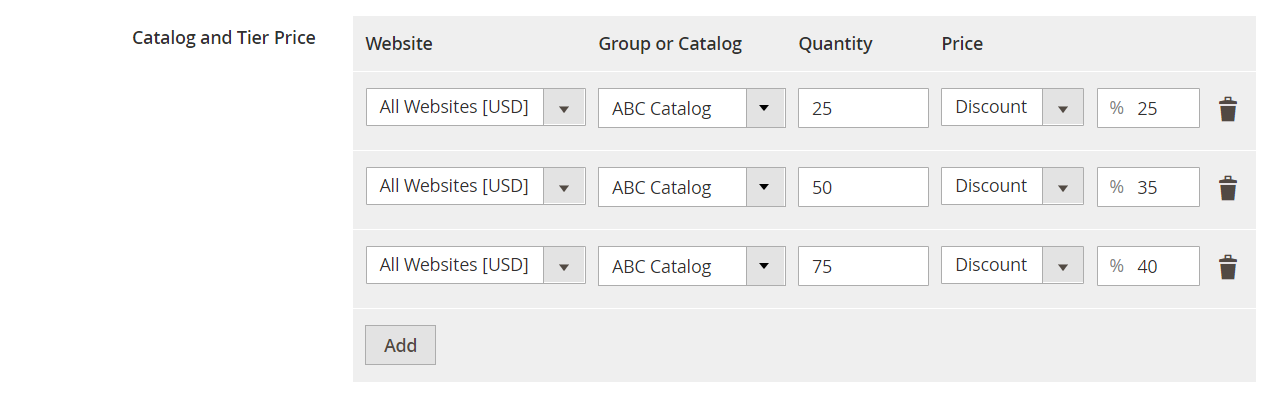 Catalog and Tier Price
Website Group or Catalog Quantity Price
All Websites [USD] ABC Catalog 25 Discount % 25
All Websites [USD] ABC Catalog 50 Discount % 35
All Websites [USD] ABC Catalog 75 Discount % 40
Add